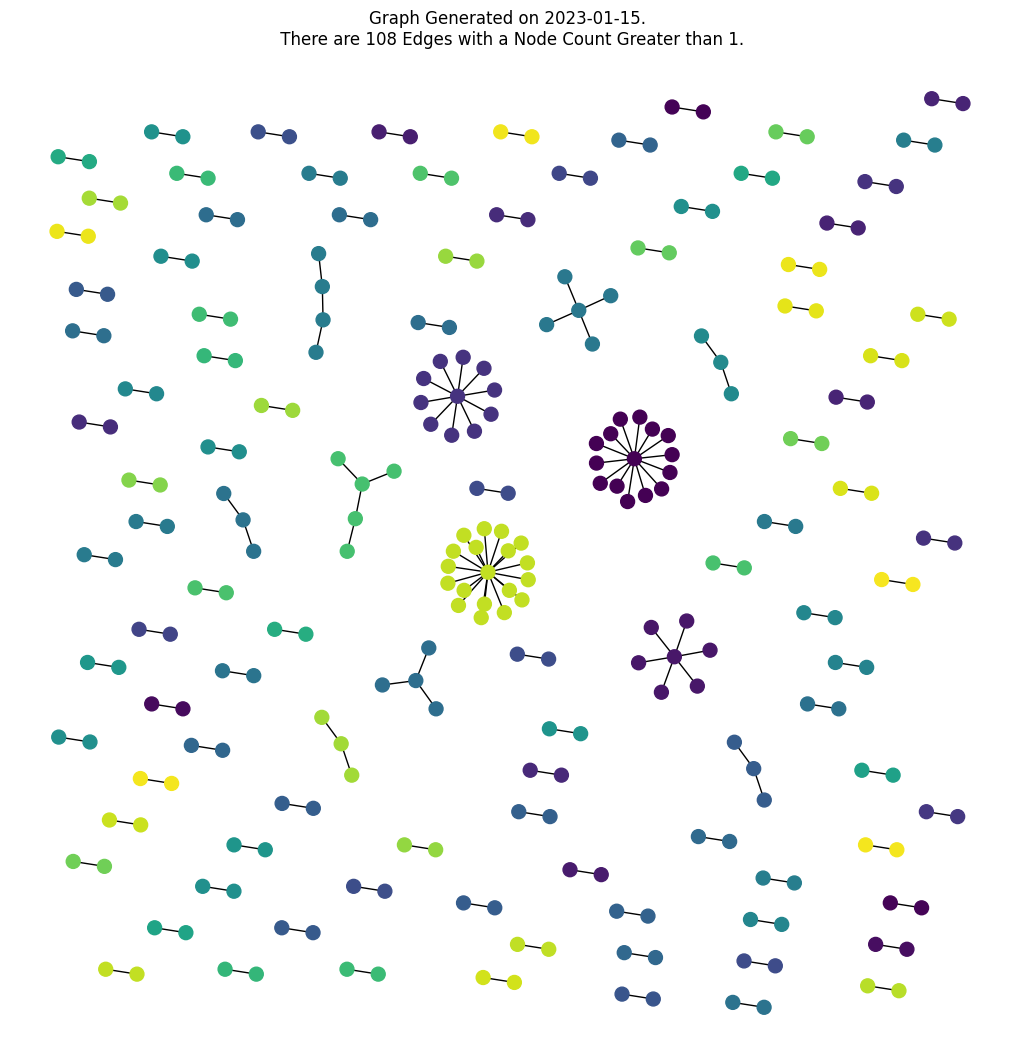 Graph Generated on 2023-01-15.
There are 108 Edges with a Node Count Greater than 1.